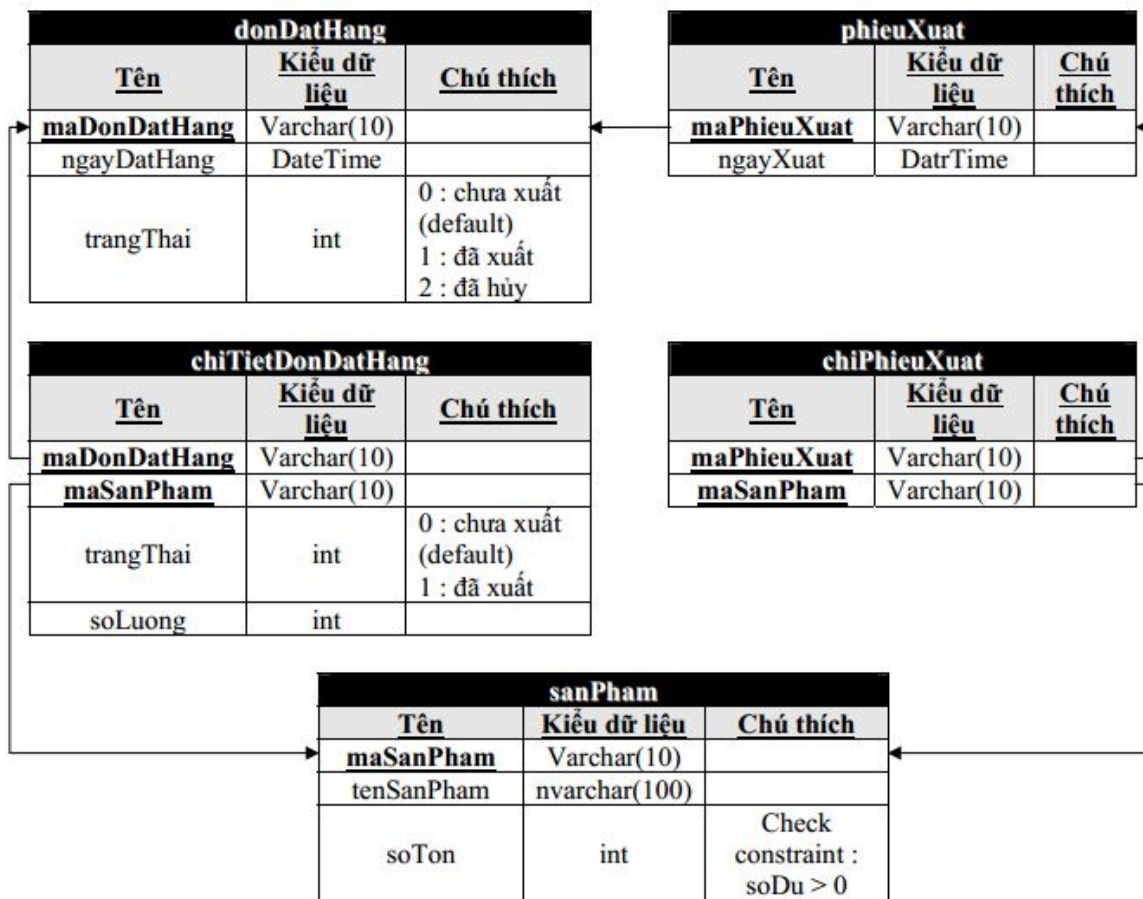 donDatHang
Tên Kiểu dữ liệu Chú thích
maDonDatHang Varchar(10)
ngayDatHang DateTime
trangThai int 0 : chưa xuất
(default)
1 : đã xuất
2 : đã hủy
phieuXuat
Tên Kiểu dữ liệu Chú thích
maPhieuXuat Varchar(10)
ngayXuat DatrTime
chiTietDonDatHang
Tên Kiểu dữ liệu Chú thích
maDonDatHang Varchar(10)
maSanPham Varchar(10)
trangThai int 0 : chưa xuất
(default)
1 : đã xuất
soLuong int
chiPhieuXuat
Tên Kiểu dữ liệu Chú thích
maPhieuXuat Varchar(10)
maSanPham Varchar(10)
sanPham
Tên Kiểu dữ liệu Chú thích
maSanPham Varchar(10)
tenSanPham nvarchar(100)
soTon int Check
constraint :
soDu > 0